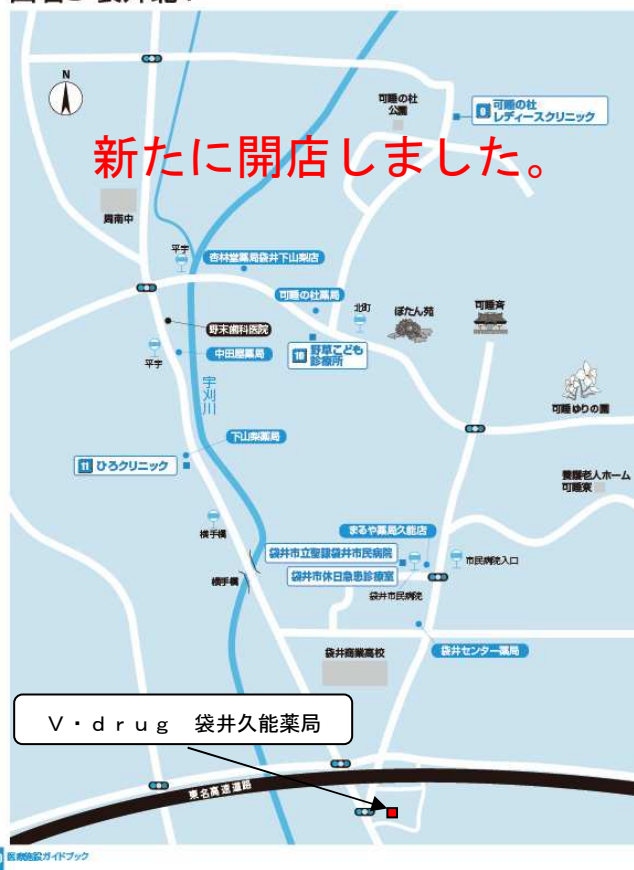 N
可睡の杜
公園
9 可睡の杜
レディースクリニック
新たに開店しました。
周南中
平宇
杏林堂薬局袋井下山梨店
可睡の杜薬局
北町
ぼたん苑
可睡斉
野末歯科医院
10 野草こども
診療所
平宇
中田屋薬局
宇刈川
可睡ゆりの園
下山梨薬局
11 ひろクリニック
養護老人ホーム
可睡寮
横手橋
まるや薬局久能店
袋井市立聖隷袋井市民病院
市民病院入口
横手橋
袋井市休日急患診療室
袋井市民病院
袋井商業高校
袋井センター薬局
V・drug 袋井久能薬局
東名高速道路
医療施設ガイドブック